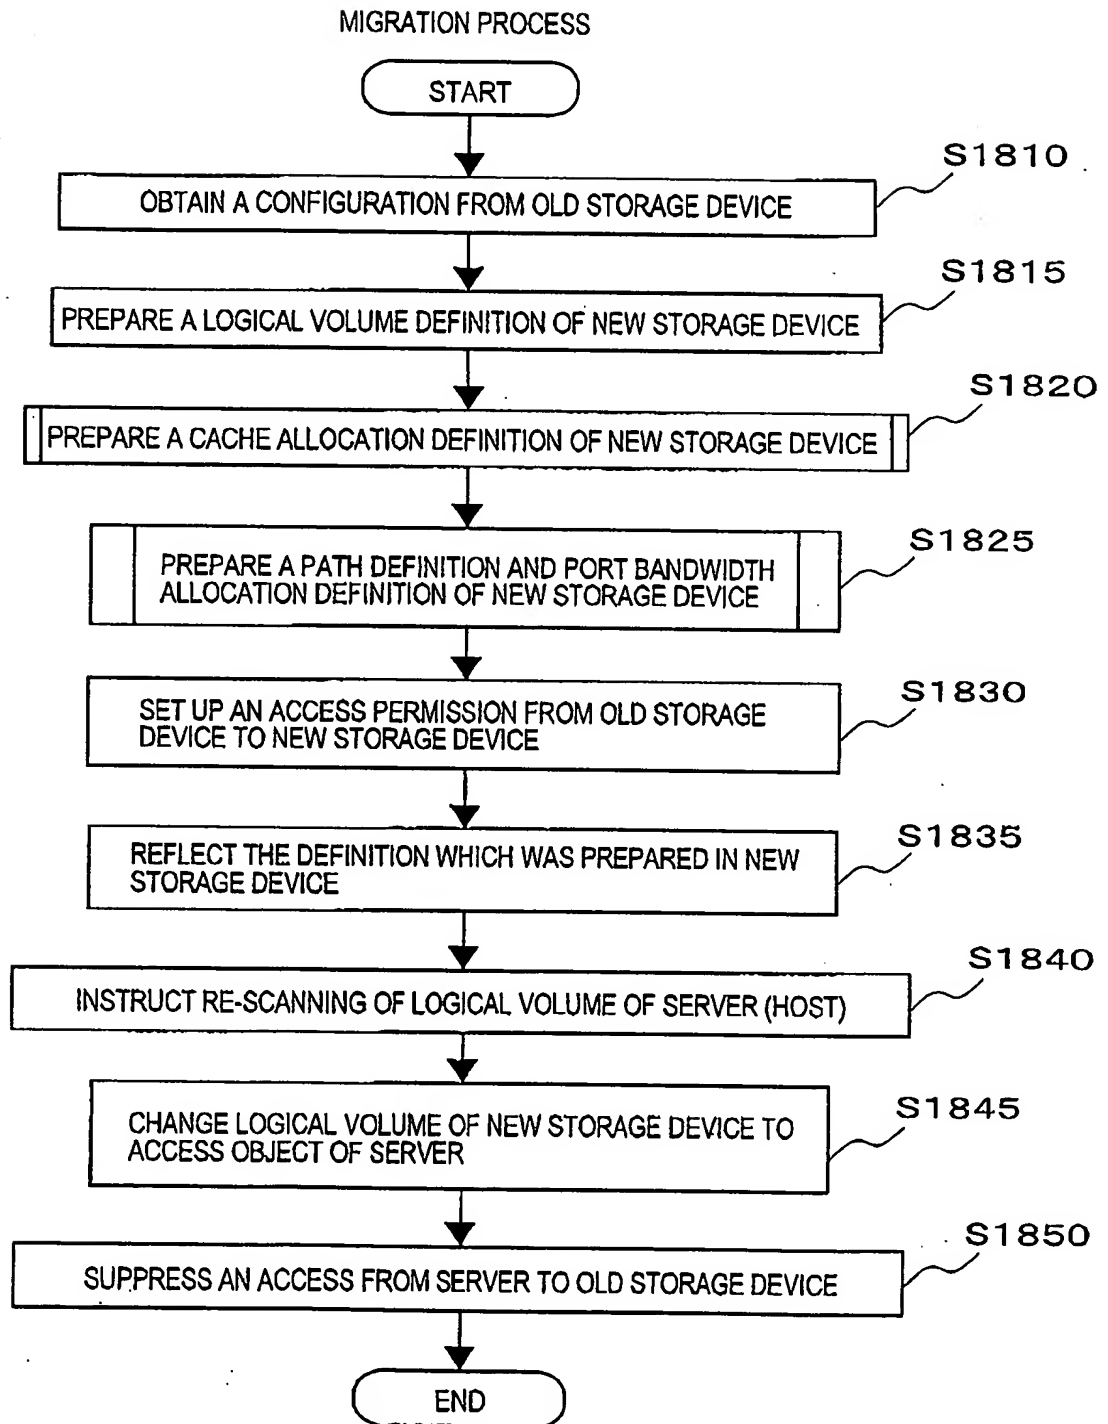 MIGRATION PROCESS
START
S1810
OBTAIN A CONFIGURATION FROM OLD STORAGE DEVICE
S1815
PREPARE A LOGICAL VOLUME DEFINITION OF NEW STORAGE DEVICE
S1820
PREPARE A CACHE ALLOCATION DEFINITION OF NEW STORAGE DEVICE
S1825
PREPARE A PATH DEFINITION AND PORT BANDWIDTH
ALLOCATION DEFINITION OF NEW STORAGE DEVICE
S1830
SET UP AN ACCESS PERMISSION FROM OLD STORAGE
DEVICE TO NEW STORAGE DEVICE
S1835
REFLECT THE DEFINITION WHICH WAS PREPARED IN NEW
STORAGE DEVICE
S1840
INSTRUCT RE-SCANNING OF LOGICAL VOLUME OF SERVER (HOST)
S1845
CHANGE LOGICAL VOLUME OF NEW STORAGE DEVICE TO
ACCESS OBJECT OF SERVER
S1850
SUPPRESS AN ACCESS FROM SERVER TO OLD STORAGE DEVICE
END